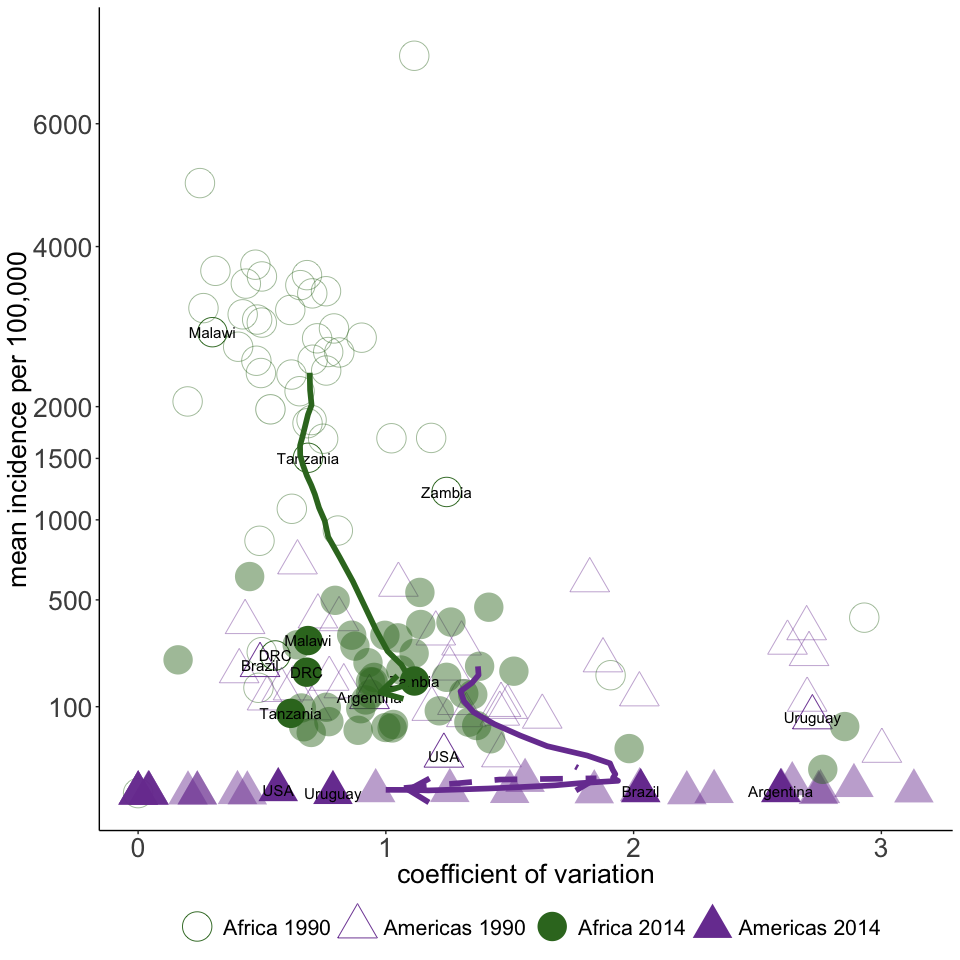 6000
4000
2000
1500
1000
500
100
mean incidence per 100,000
Malawi
Tanzania
Zambia
Malawi
DRC
Brazil
DRC
Argentina
Tanzania
Uruguay
USA
USA
Uruguay
Brazil
Argentina
0 1 2 3
coefficient of variation
Africa 1990 Americas 1990 Africa 2014 Americas 2014